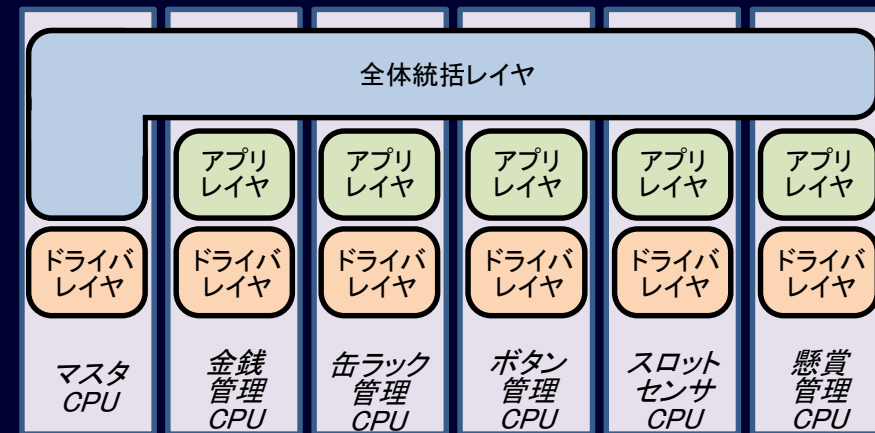 全体統括レイヤ
アプリ
レイヤ
アプリ
レイヤ
アプリ
レイヤ
アプリ
レイヤ
アプリ
レイヤ
ドライバ
レイヤ
ドライバ
レイヤ
ドライバ
レイヤ
ドライバ
レイヤ
ドライバ
レイヤ
ドライバ
レイヤ
マスタ
CPU
金銭
管理
CPU
缶ラック
管理
CPU
ボタン
管理
CPU
スロット
センサ
CPU
懸賞
管理
CPU